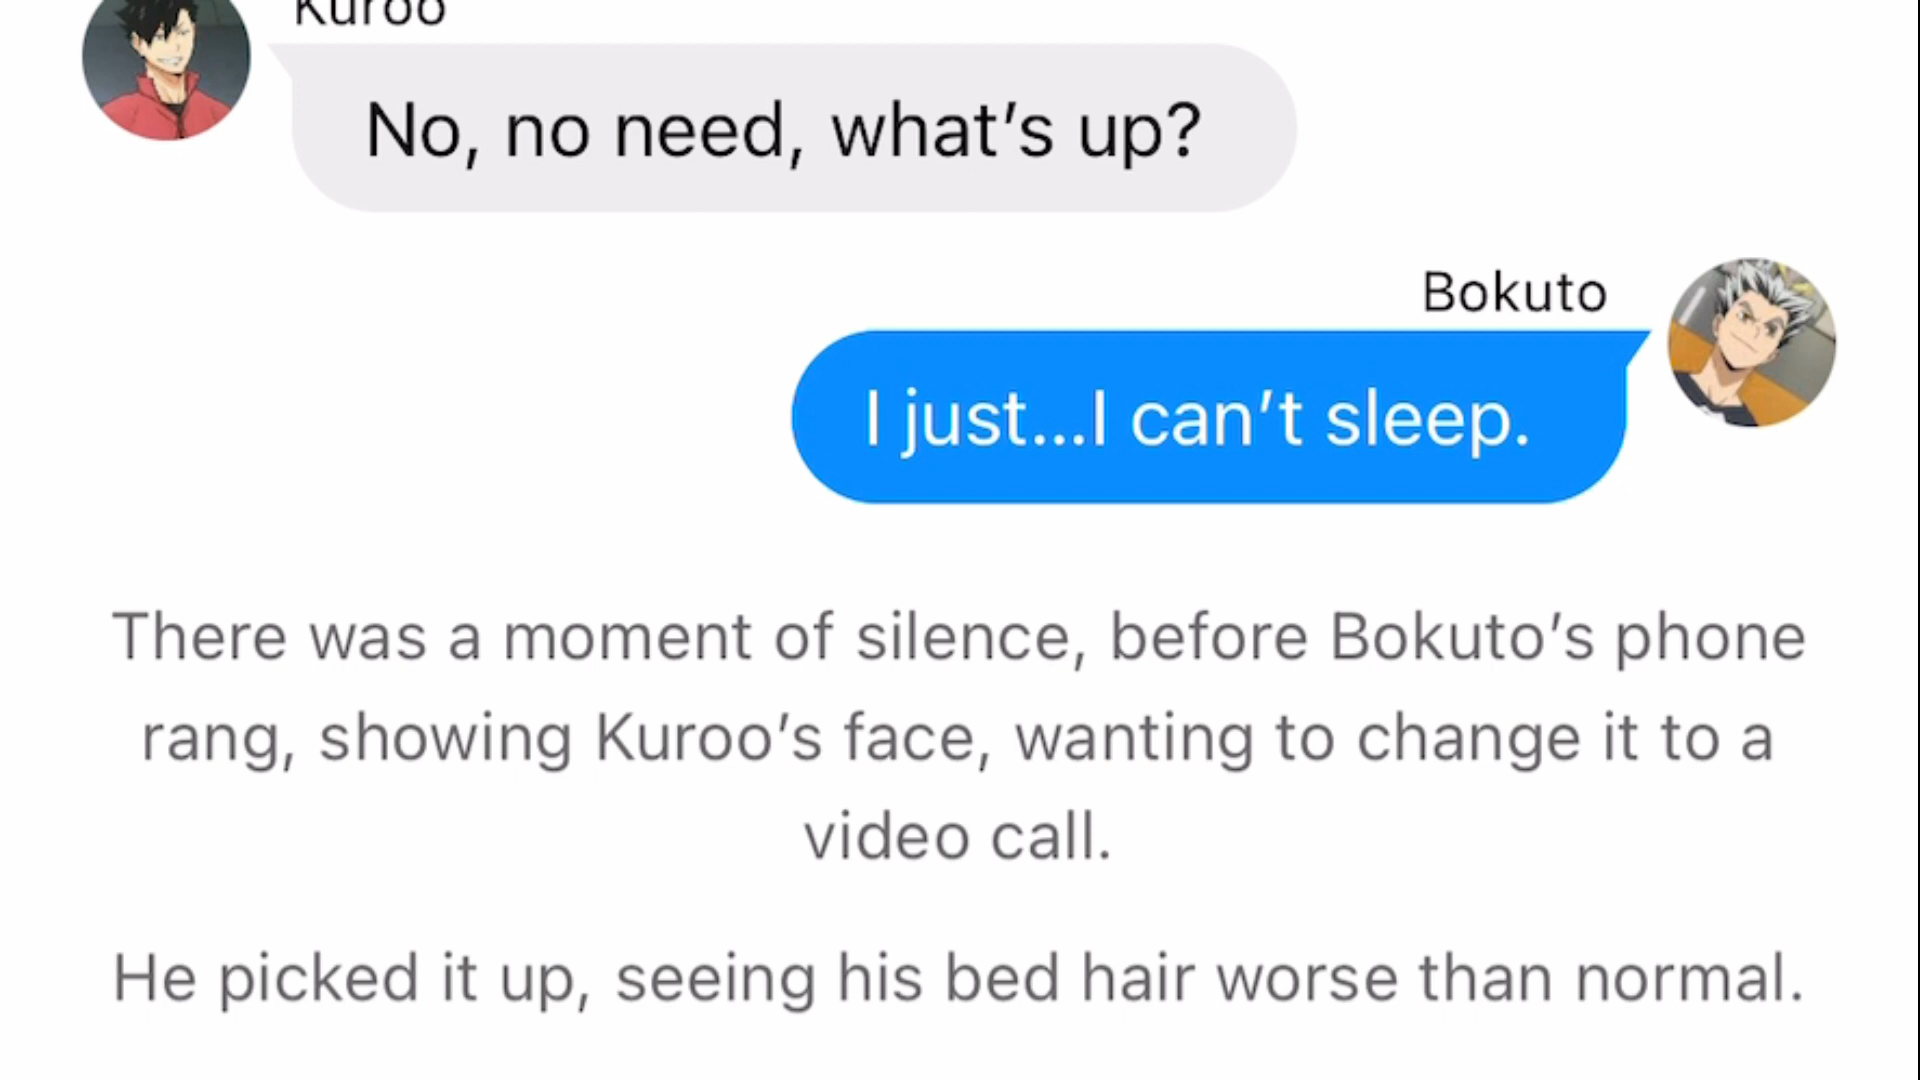 Kuroo
No, no need, what’s up?
Bokuto
I just...I can’t sleep.
There was a moment of silence, before Bokuto’s phone
rang, showing Kuroo’s face, wanting to change it to a
video call.
He picked it up, seeing his bed hair worse than normal.